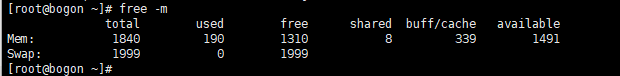 [root@bogon ~]# free -m
              total        used        free      shared  buff/cache   available
Mem:           1840         190        1310           8         339        1491
Swap:          1999           0        1999
[root@bogon ~]#